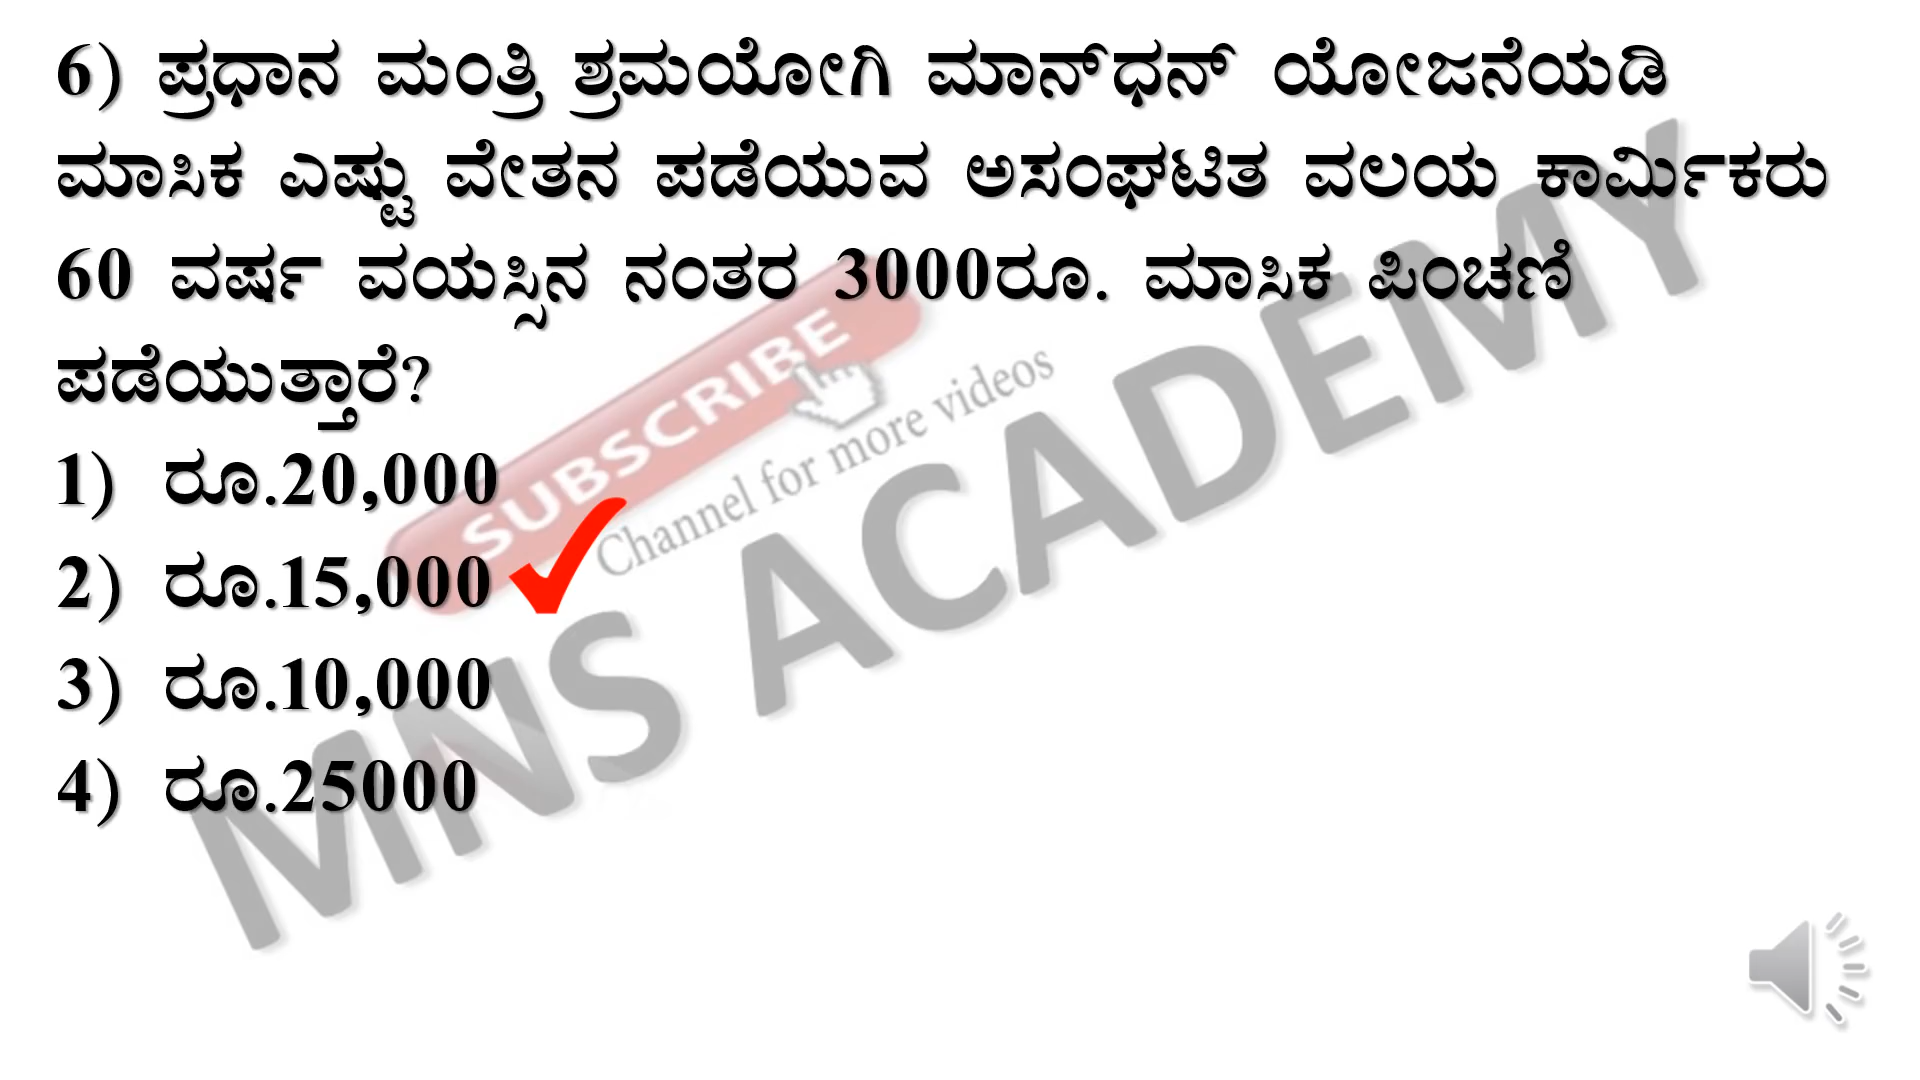 6) ಪ್ರಧಾನ ಮಂತ್ರಿ ಶ್ರಮಯೋಗಿ ಮಾನ್‌ಧನ್ ಯೋಜನೆಯಡಿ
ಮಾಸಿಕ ಎಷ್ಟು ವೇತನ ಪಡೆಯುವ ಅಸಂಘಟಿತ ವಲಯ ಕಾರ್ಮಿಕರು
60 ವರ್ಷ ವಯಸ್ಸಿನ ನಂತರ 3000ರೂ. ಮಾಸಿಕ ಪಿಂಚಣಿ
ಪಡೆಯುತ್ತಾರೆ?
1) ರೂ.20,000
2) ರೂ.15,000
3) ರೂ.10,000
4) ರೂ.25000
SUBSCRIBE
Channel for more videos
MNS ACADEMY